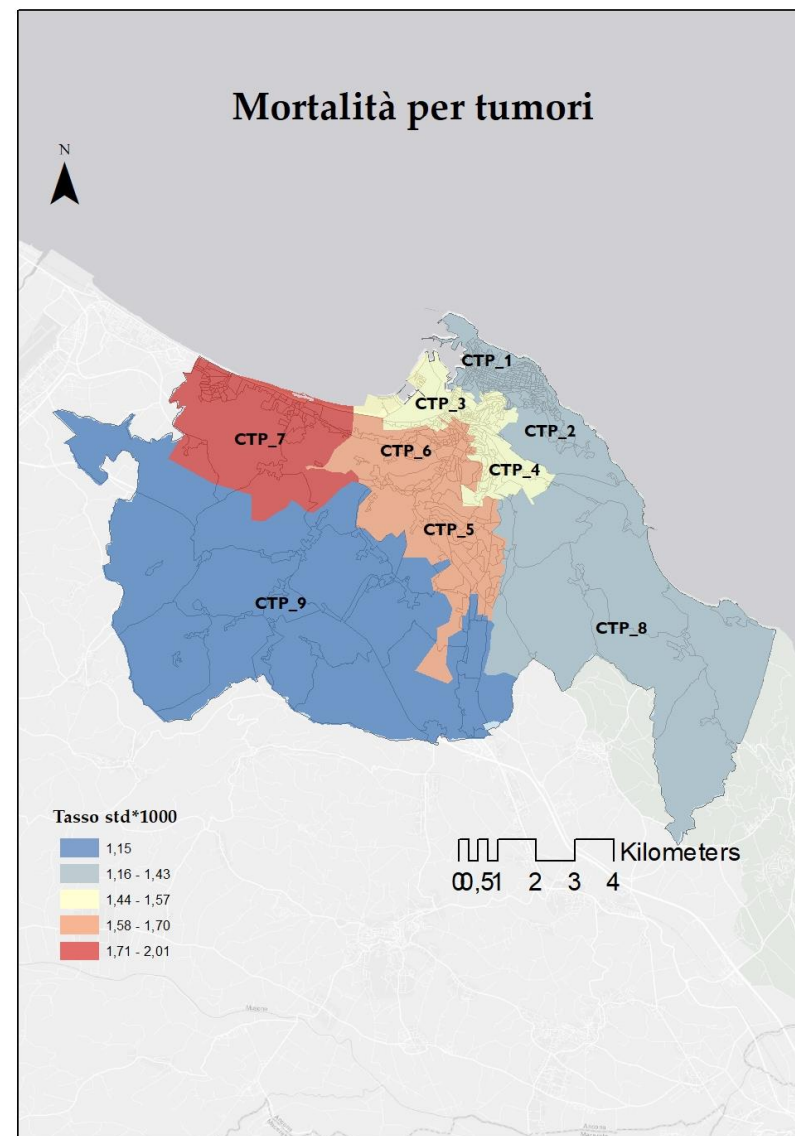 Mortalità per tumori
N
CTP_1
CTP_3
CTP_2
CTP_7
CTP_6
CTP_4
CTP_5
CTP_9
CTP_8
Tasso std*1000
1,15
1,16 - 1,43
1,44 - 1,57
1,58 - 1,70
1,71 - 2,01
Kilometers
00,51 2 3 4